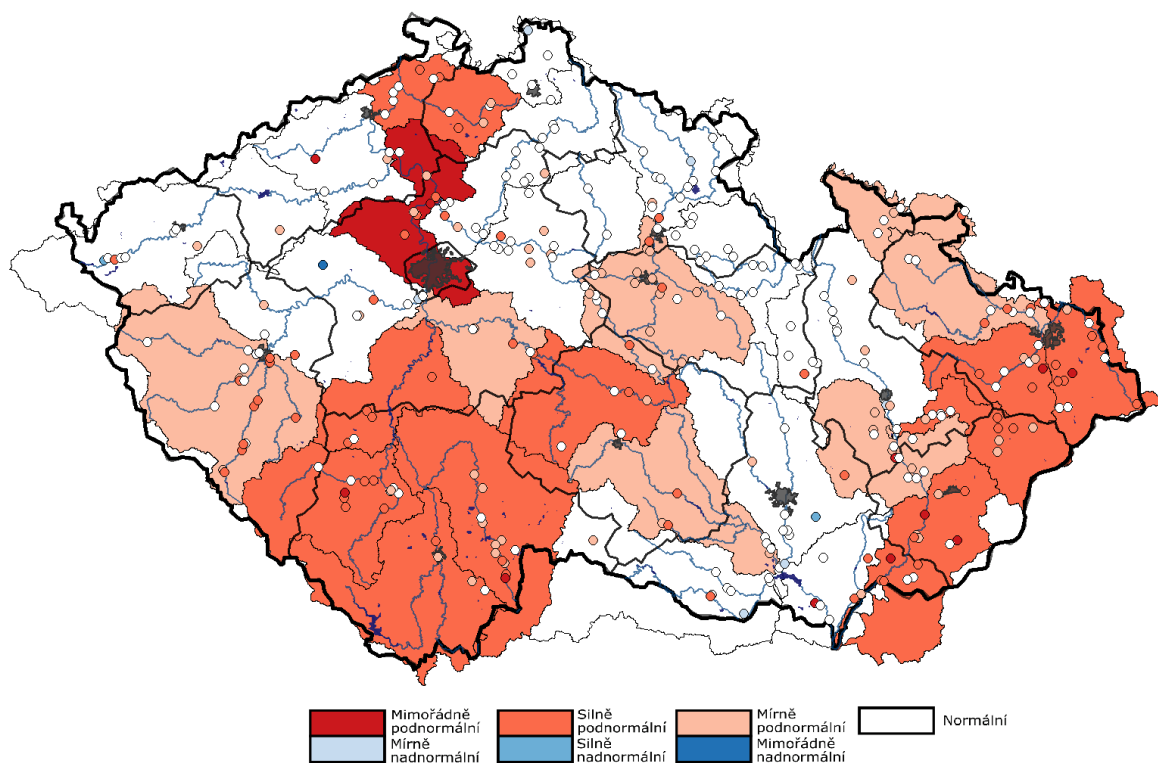 Mimořádně
podnormální
Silně
podnormální
Mírně
podnormální
Normální
Mírně
nadnormální
Silně
nadnormální
Mimořádně
nadnormální